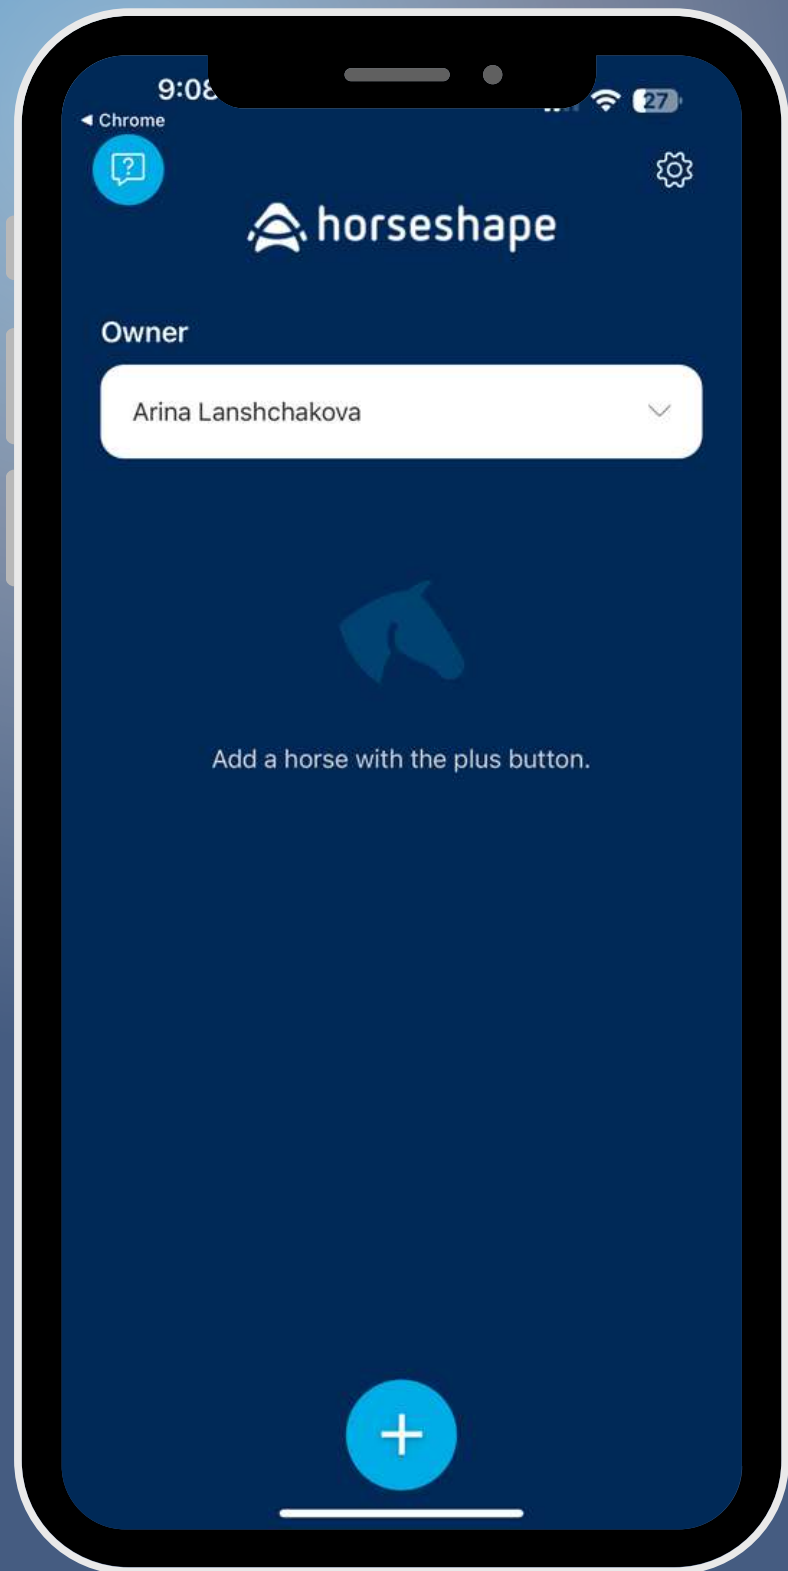 9:08
◀ Chrome
27
horseshape
Owner
Arina Lanshchakova
Add a horse with the plus button.